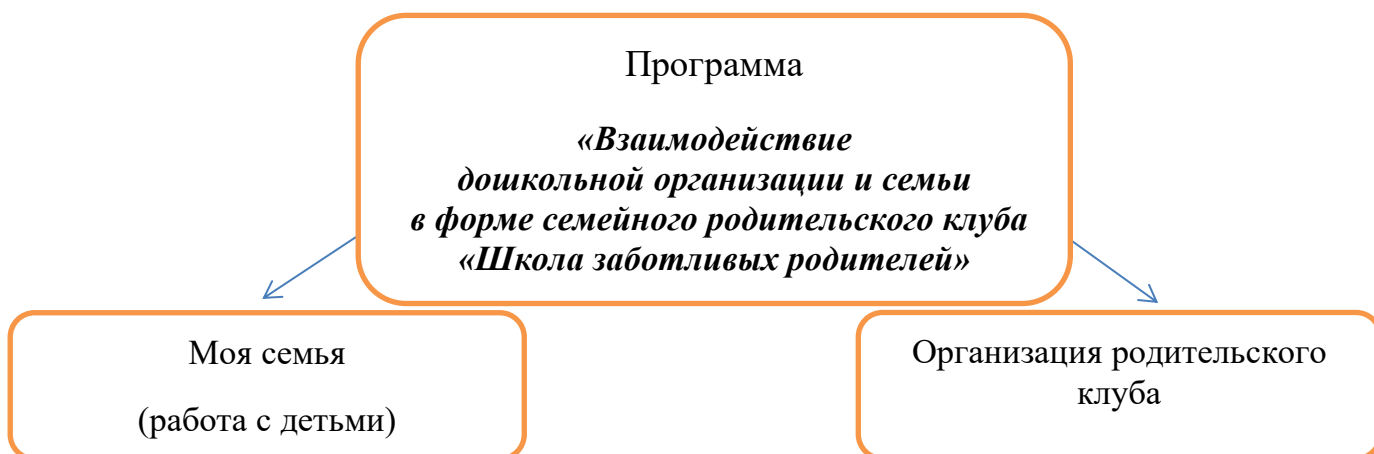 Программа
«Взаимодействие
дошкольной организации и семьи
в форме семейного родительского клуба
«Школа заботливых родителей»
Моя семья
(работа с детьми)
Организация родительского
клуба